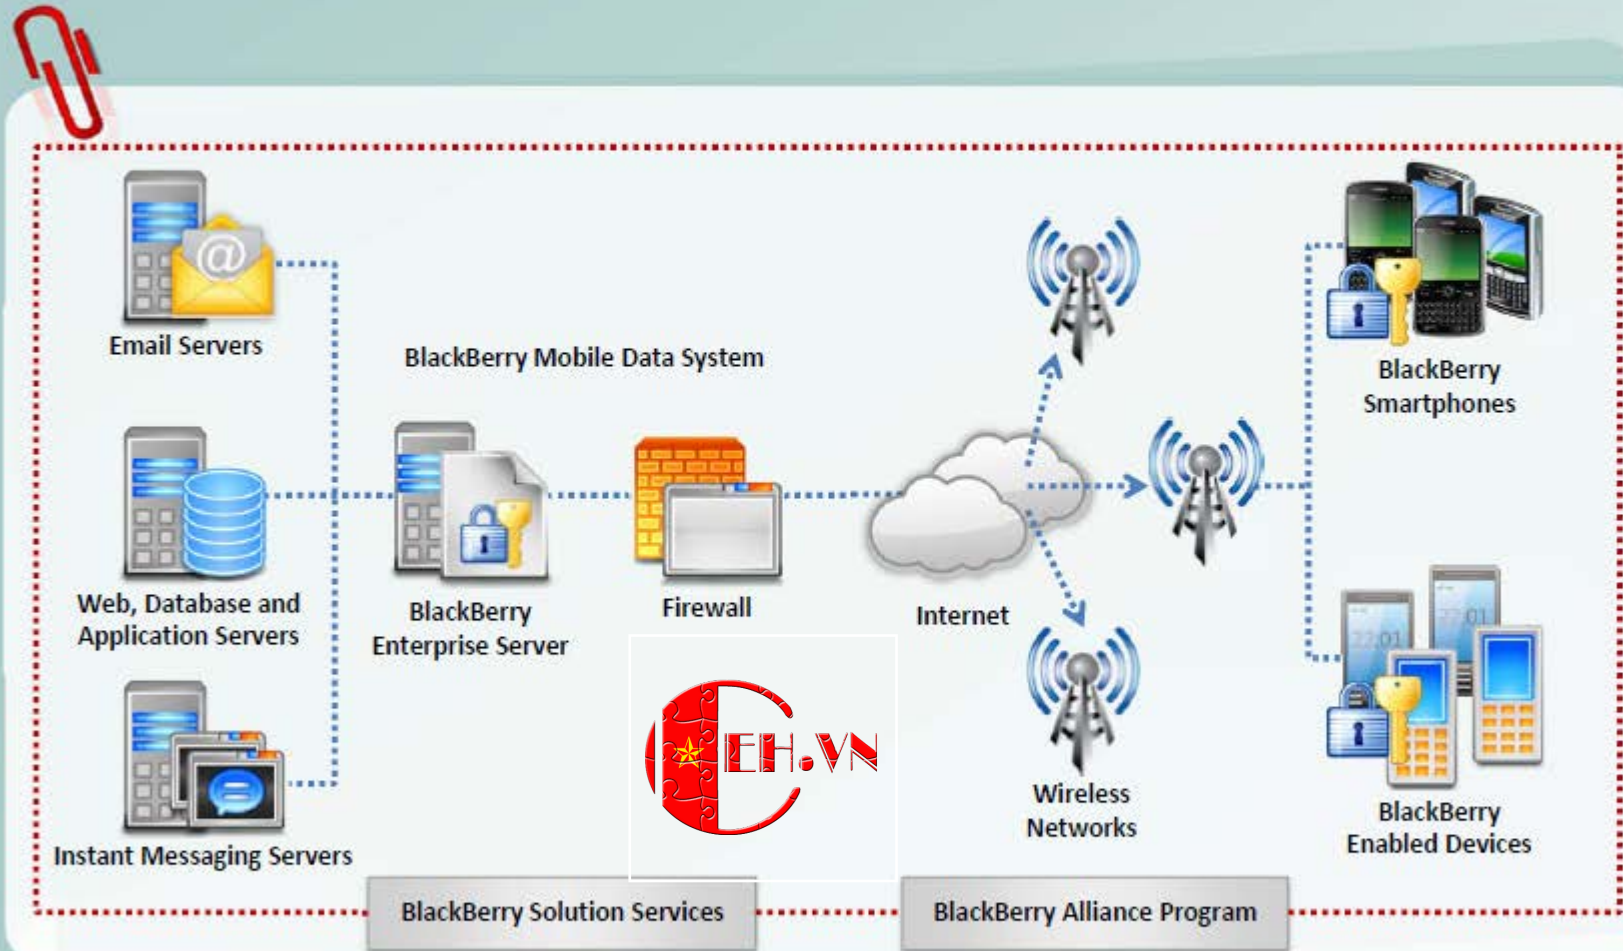 Email Servers
BlackBerry Mobile Data System
BlackBerry
Smartphones
Web, Database and
Application Servers
BlackBerry
Enterprise Server
Firewall
Internet
Instant Messaging Servers
EH.VN
Wireless
Networks
BlackBerry
Enabled Devices
BlackBerry Solution Services
BlackBerry Alliance Program